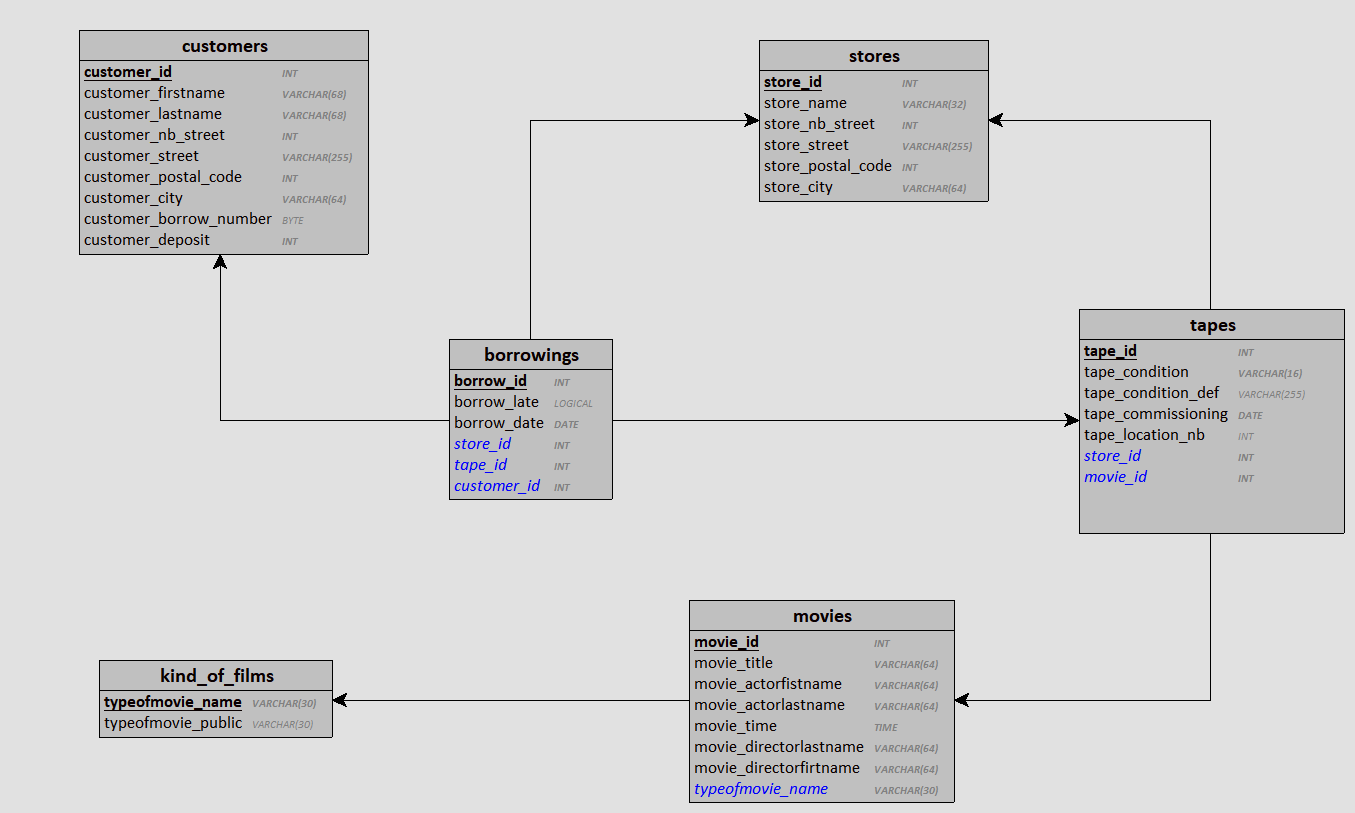 customers
customer_id INT
customer_firstname VARCHAR(68)
customer_lastname VARCHAR(68)
customer_nb_street INT
customer_street VARCHAR(255)
customer_postal_code INT
customer_city VARCHAR(64)
customer_borrow_number BYTE
customer_deposit INT
stores
store_id INT
store_name VARCHAR(32)
store_nb_street INT
store_street VARCHAR(255)
store_postal_code INT
store_city VARCHAR(64)
borrowings
borrow_id INT
borrow_late LOGICAL
borrow_date DATE
store_id INT
tape_id INT
customer_id INT
tapes
tape_id INT
tape_condition VARCHAR(16)
tape_condition_def VARCHAR(255)
tape_commissioning DATE
tape_location_nb INT
store_id INT
movie_id INT
kind_of_films
typeofmovie_name VARCHAR(30)
typeofmovie_public VARCHAR(30)
movies
movie_id INT
movie_title VARCHAR(64)
movie_actorfistname VARCHAR(64)
movie_actorlastname VARCHAR(64)
movie_time TIME
movie_directorlastname VARCHAR(64)
movie_directorfirtname VARCHAR(64)
typeofmovie_name VARCHAR(30)